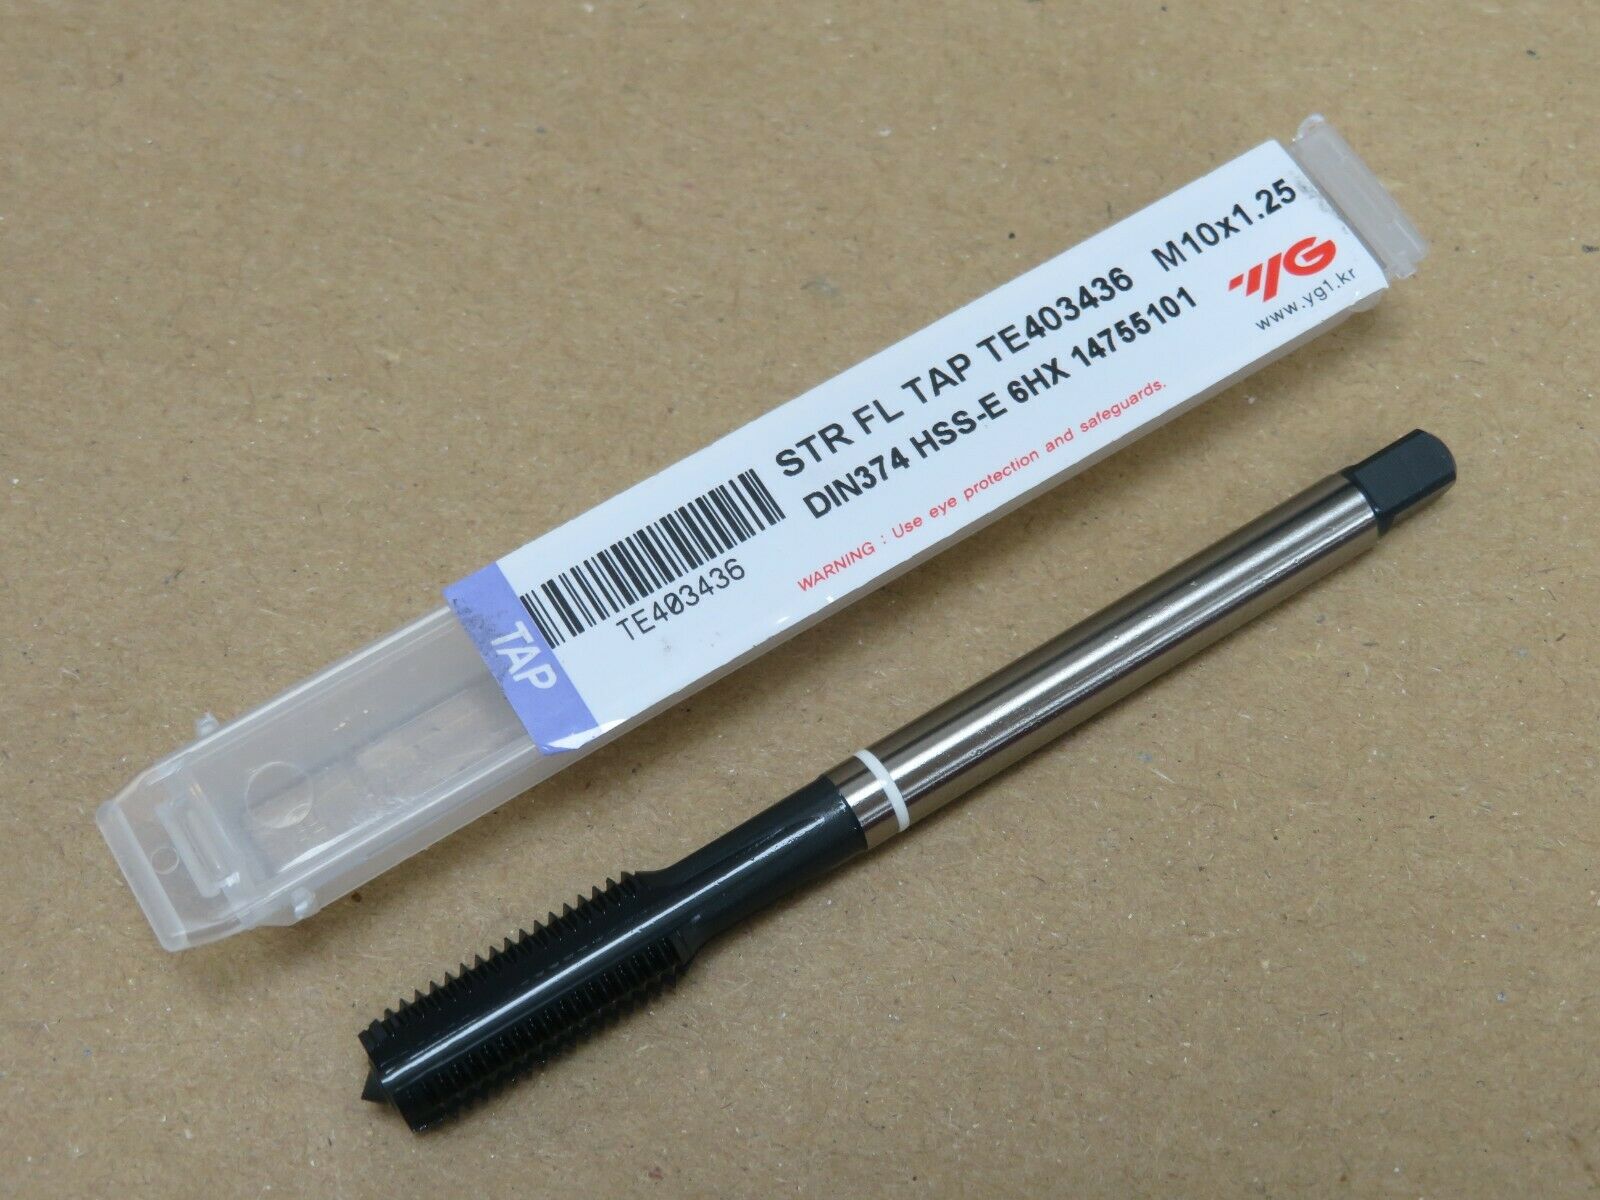 STR FL TAP TE403436 M10x1.25
DIN374 HSS-E 6HX 14755101
YG
www.yg1.kr
WARNING : Use eye protection and safeguards.
TE403436
TAP